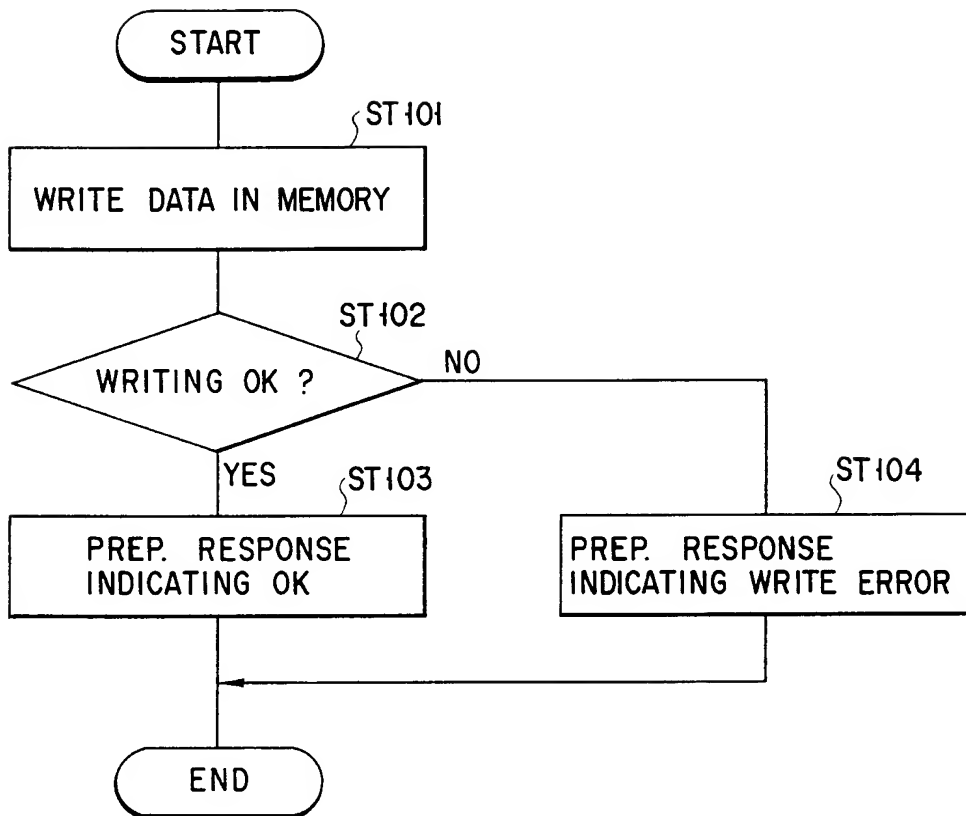 START
ST101
WRITE DATA IN MEMORY
ST102
WRITING OK ?
NO
YES
ST103
PREP. RESPONSE
INDICATING OK
ST104
PREP. RESPONSE
INDICATING WRITE ERROR
END